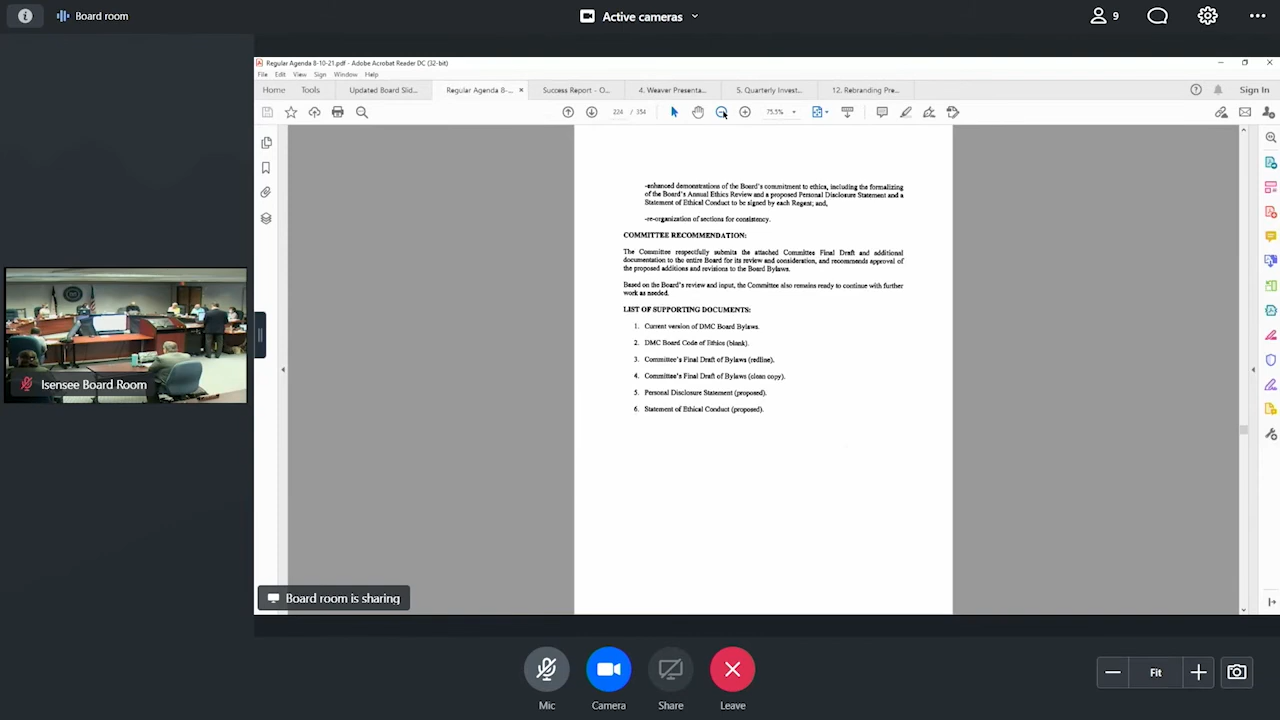 Board room
Active cameras
9
Regular Agenda 8-10-21.pdf - Adobe Acrobat Reader DC (32-bit)
File Edit View Sign Window Help
Home Tools Updated Board Slid... Regular Agenda 8-... × Success Report - O... 4. Weaver Presenta... 5. Quarterly Invest... 12. Rebranding Pre... Sign In
224 / 354 75.5%
-enhanced demonstrations of the Board's commitment to ethics, including the formalizing
of the Board's Annual Ethics Review and a proposed Personal Disclosure Statement and a
Statement of Ethical Conduct to be signed by each Regent; and,
-re-organization of sections for consistency.
COMMITTEE RECOMMENDATION:
The Committee respectfully submits the attached Committee Final Draft and additional
documentation to the entire Board for its review and consideration, and recommends approval of
the proposed additions and revisions to the Board Bylaws.
Based on the Board's review and input, the Committee also remains ready to continue with further
work as needed.
LIST OF SUPPORTING DOCUMENTS:
1. Current version of DMC Board Bylaws.
2. DMC Board Code of Ethics (blank).
3. Committee's Final Draft of Bylaws (redline).
4. Committee's Final Draft of Bylaws (clean copy).
5. Personal Disclosure Statement (proposed).
6. Statement of Ethical Conduct (proposed).
Isensee Board Room
Board room is sharing
Mic Camera Share Leave
Fit